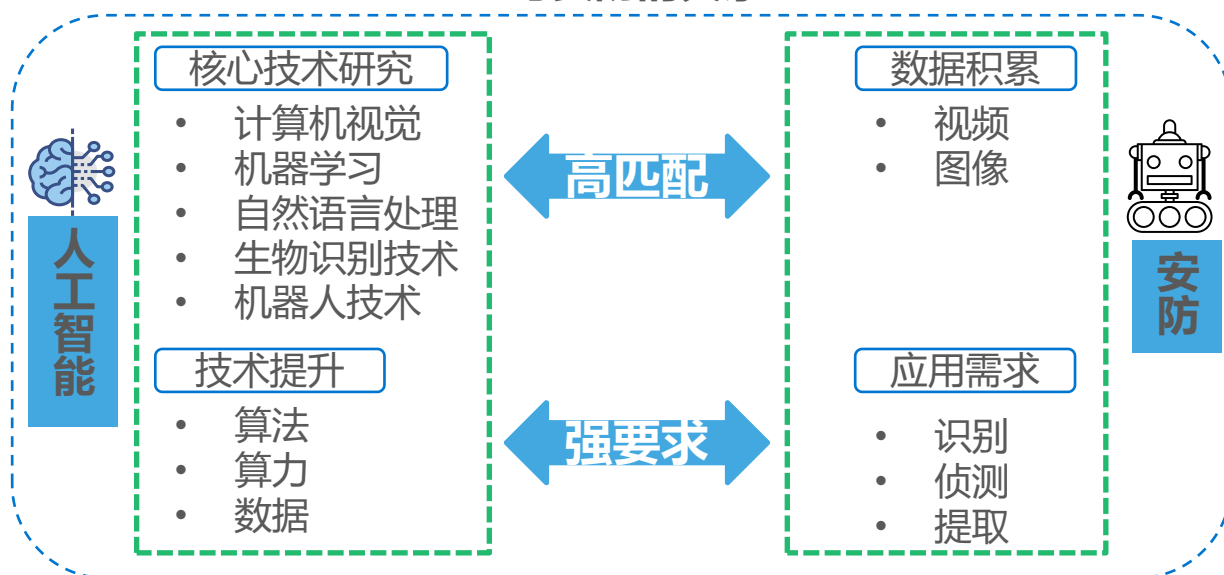 人工智能
核心技术研究
• 计算机视觉
• 机器学习
• 自然语言处理
• 生物识别技术
• 机器人技术
技术提升
• 算法
• 算力
• 数据
高匹配
强要求
数据积累
• 视频
• 图像
应用需求
• 识别
• 侦测
• 提取
安防